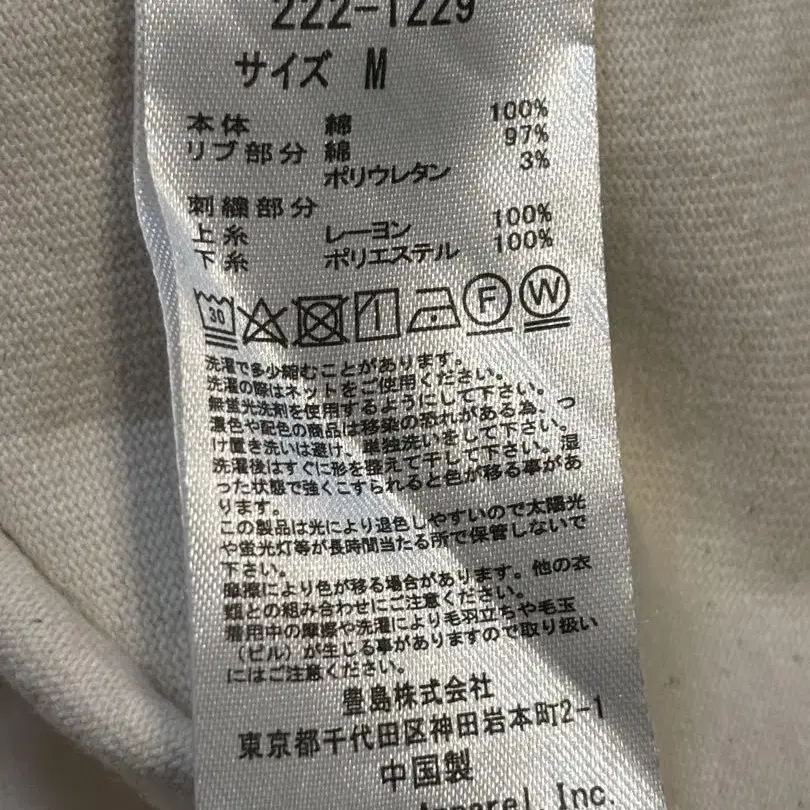 222-1229
サイズ M
本体 綿 100%
リブ部分 綿 97%
ポリウレタン 3%
刺繍部分
上糸 レーヨン 100%
下糸 ポリエステル 100%
30 F W
洗濯で多少縮むことがあります。
洗濯の際はネットをご使用ください。
無蛍光洗剤を使用するようにして下さい。
濃色や配色の商品は移染の恐れがある為、つ
け置き洗いは避け、単独洗いをして下さい。
洗濯後はすぐに形を整えて干して下さい。湿
った状態で強くこすられると色が移る事があ
ります。
この製品は光により退色しやすいので太陽光
や蛍光灯等が長時間当たる所で保管しないで
下さい。
摩擦により色が移る場合があります。他の衣
類との組み合わせにご注意ください。
着用中の摩擦や洗濯により毛羽立ちや毛玉
（ピル）が生じる事がありますので取り扱い
にはご注意ください。
豊島株式会社
東京都千代田区神田岩本町2-1
中国製
Apparel Inc.